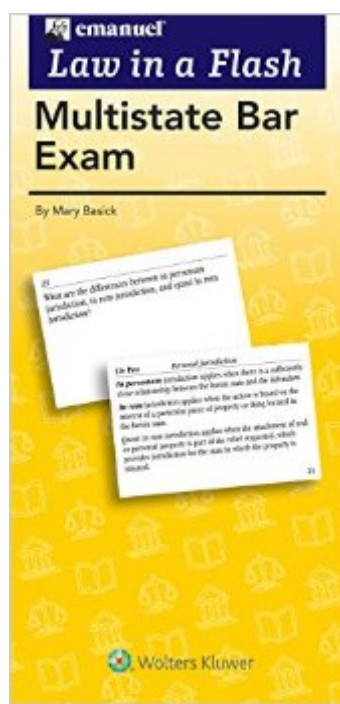 emanuel
Law in a Flash
Multistate Bar
Exam
By Mary Basick
25
What are the differences between in personam
jurisdiction, in rem jurisdiction, and quasi in rem
jurisdiction?
Civ Pro Personal jurisdiction
In personam jurisdiction applies when there is a sufficiently
close relationship between the forum state and the defendant.
In rem jurisdiction applies when the action is based on the
interest of a particular piece of property or thing located in
the forum state.
Quasi in rem jurisdiction applies when the attachment of real
or personal property is part of the relief requested, which
provides jurisdiction for the state in which the property is
situated.
Wolters Kluwer